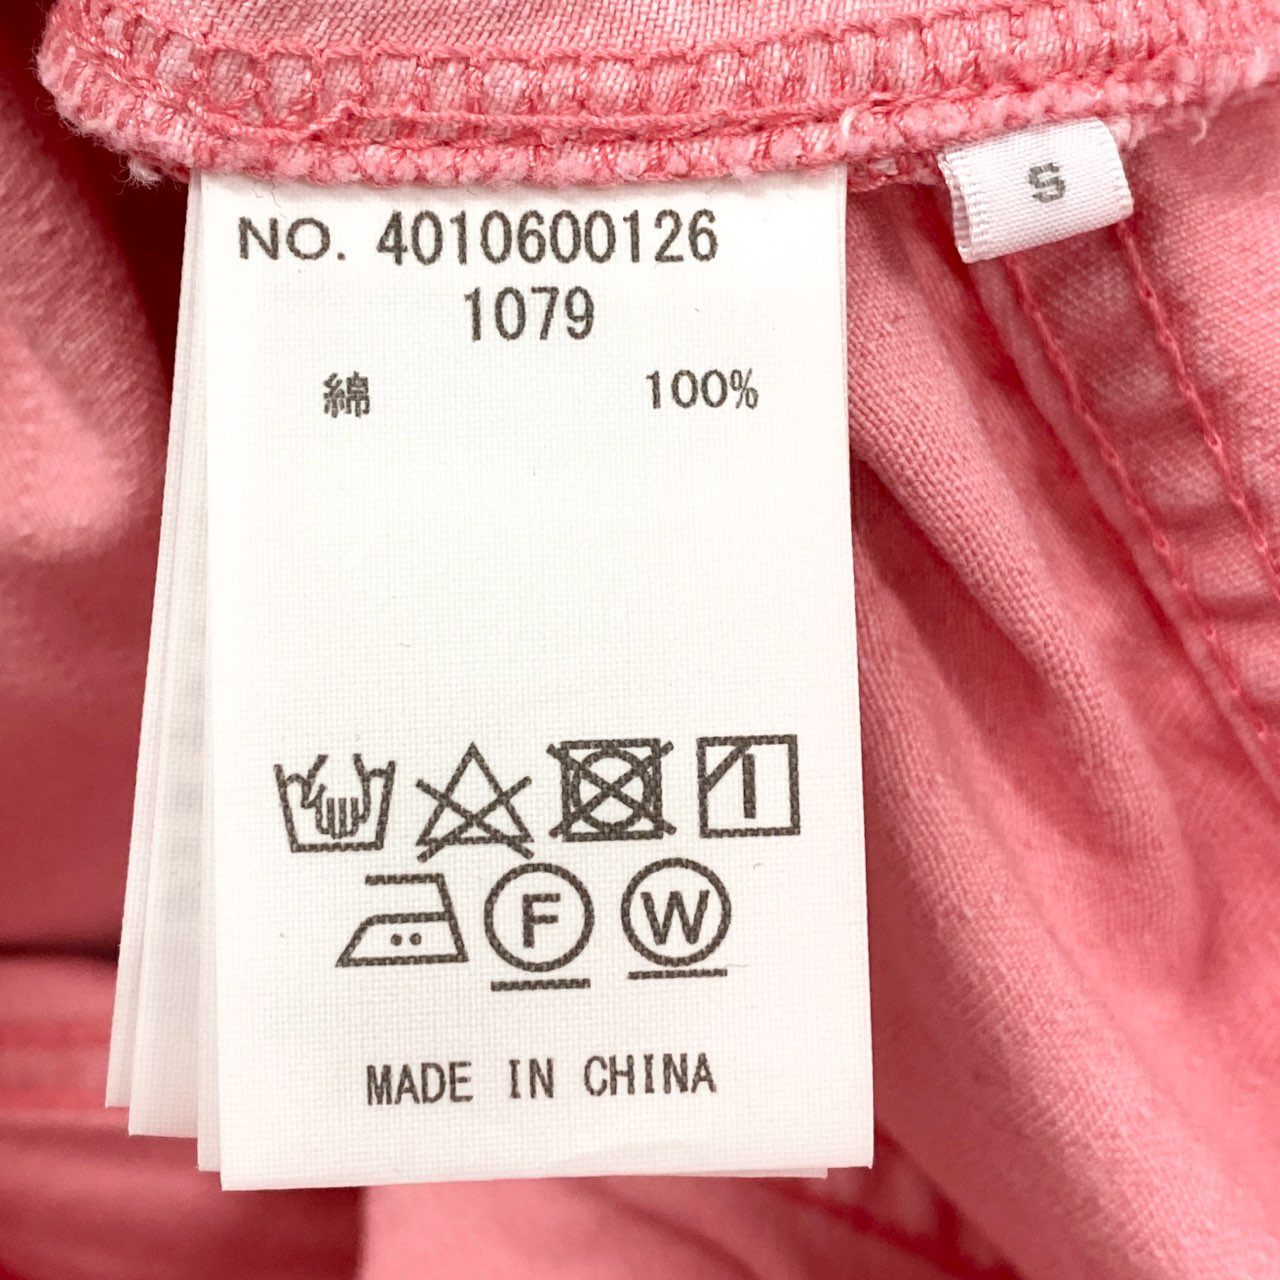 S
NO. 4010600126
1079
綿 100%
F W
MADE IN CHINA